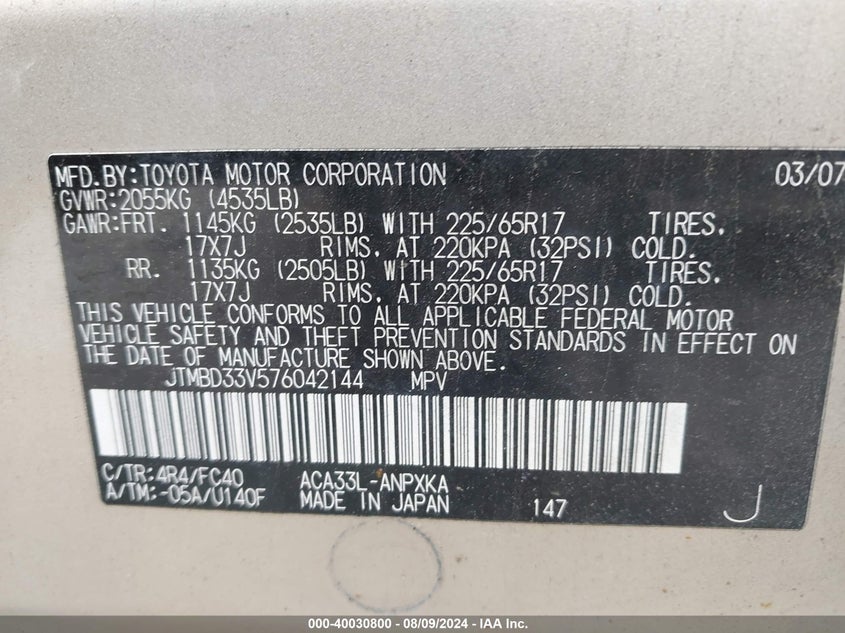 MFD.BY:TOYOTA MOTOR CORPORATION 03/07
GVWR:2055KG (4535LB)
GAWR:FRT. 1145KG (2535LB) WITH 225/65R17 TIRES.
17X7J RIMS. AT 220KPA (32PSI) COLD.
RR. 1135KG (2505LB) WITH 225/65R17 TIRES.
17X7J RIMS. AT 220KPA (32PSI) COLD.
THIS VEHICLE CONFORMS TO ALL APPLICABLE FEDERAL MOTOR
VEHICLE SAFETY AND THEFT PREVENTION STANDARDS IN EFFECT ON
THE DATE OF MANUFACTURE SHOWN ABOVE.
JTMBD33V576042144 MPV
C/TR:4R4/FC40 ACA33L-ANPXKA
A/TM:-05A/U140F MADE IN JAPAN 147 J
000-40030800 - 08/09/2024 - IAA Inc.